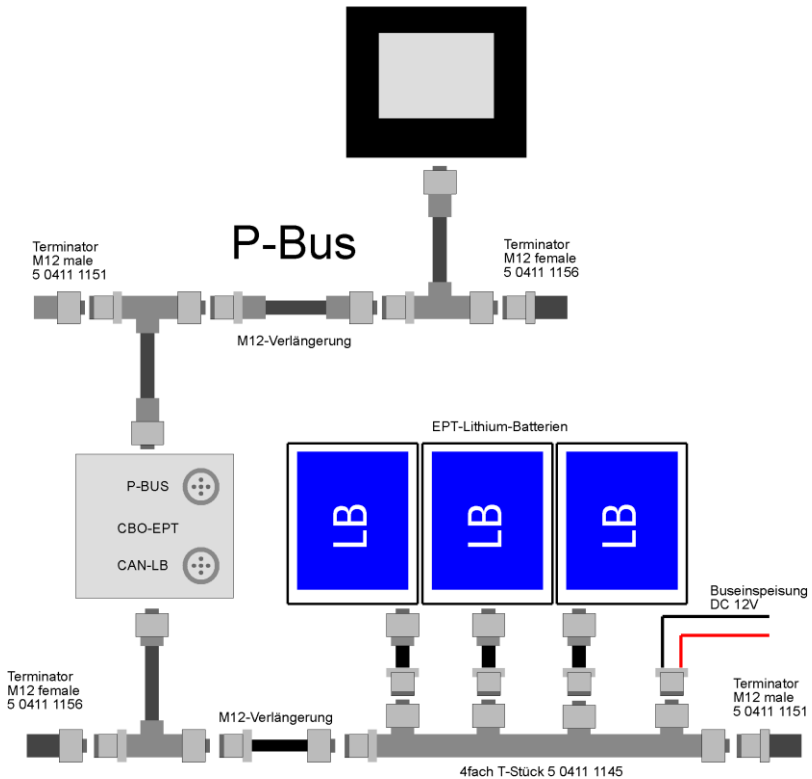 P-Bus
Terminator
M12 male
5 0411 1151
Terminator
M12 female
5 0411 1156
M12-Verlängerung
EPT-Lithium-Batterien
P-BUS
CBO-EPT
CAN-LB
LB
LB
LB
Buseinspeisung
DC 12V
Terminator
M12 female
5 0411 1156
M12-Verlängerung
Terminator
M12 male
5 0411 1151
4fach T-Stück 5 0411 1145